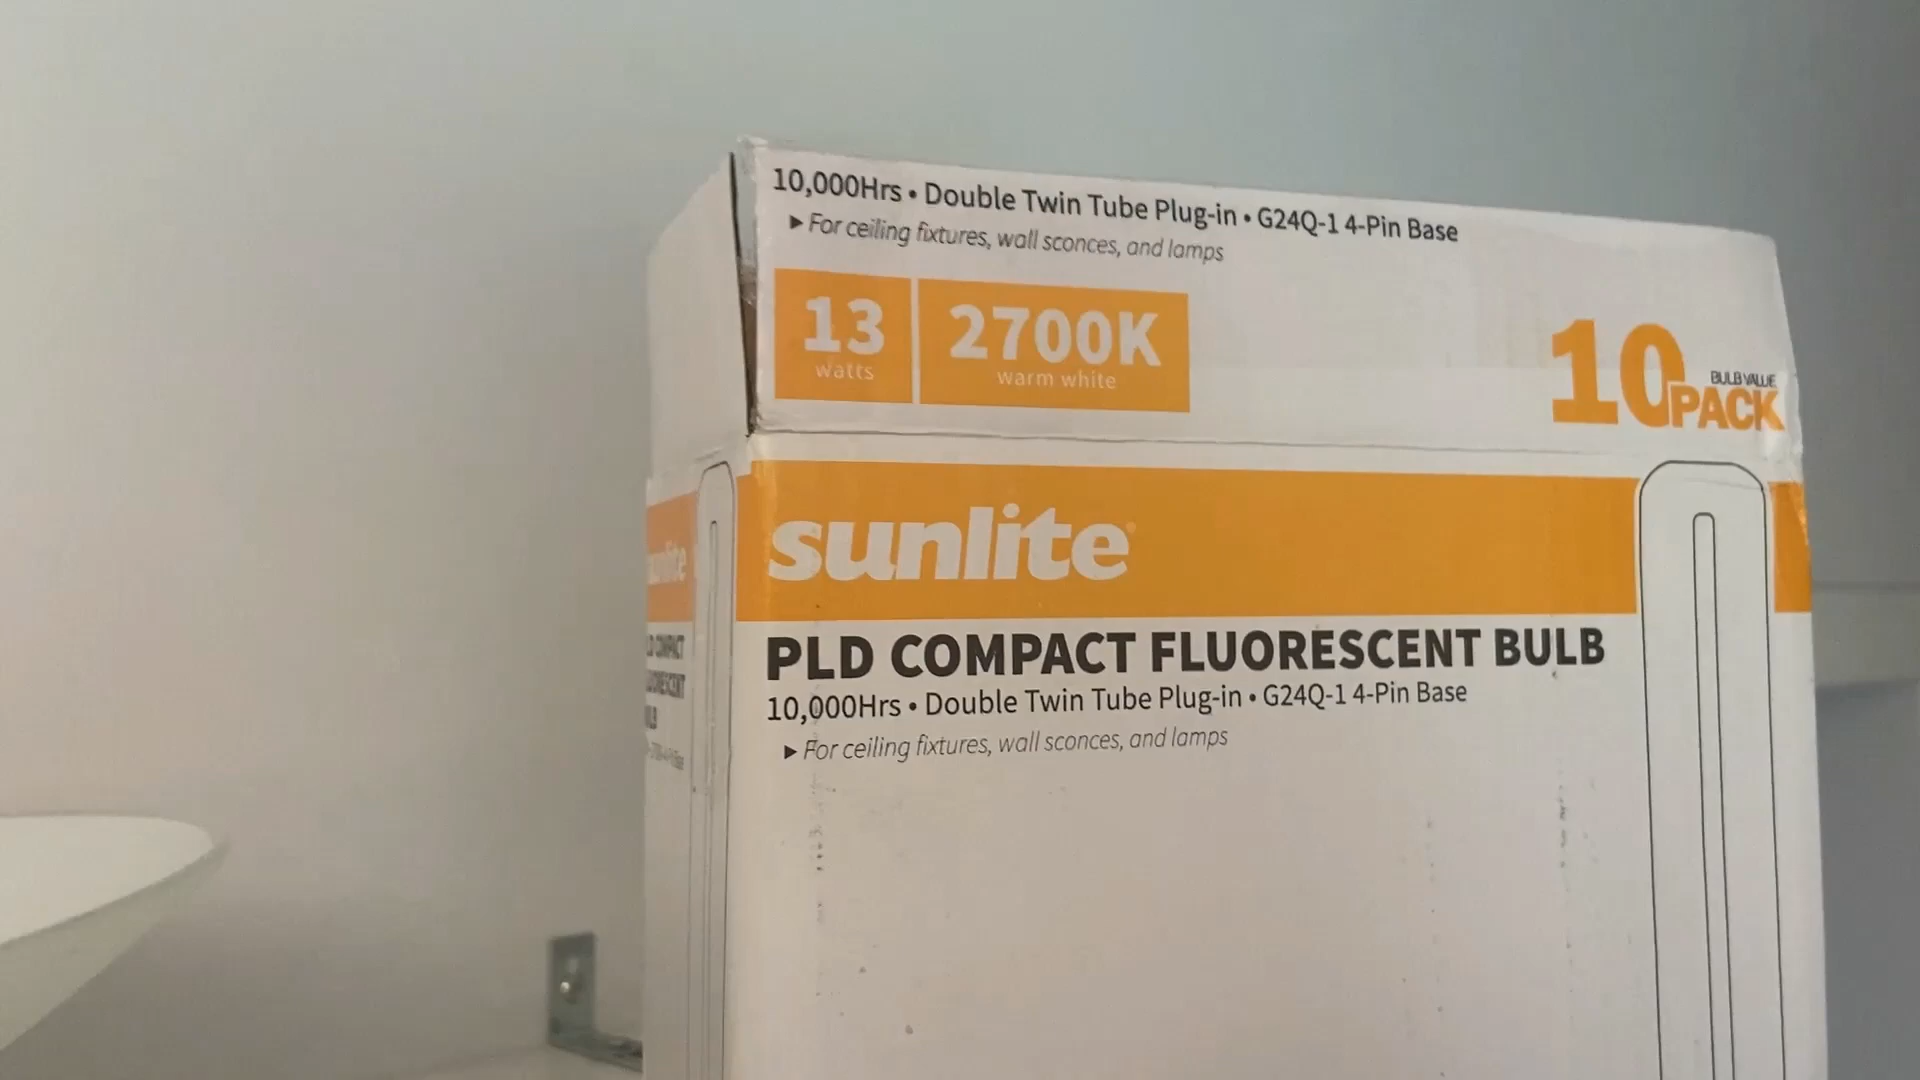 10,000Hrs • Double Twin Tube Plug-in • G24Q-1 4-Pin Base
►For ceiling fixtures, wall sconces, and lamps
13
watts
2700K
warm white
10
BULB VALUE
PACK
sunlite
PLD COMPACT FLUORESCENT BULB
10,000Hrs • Double Twin Tube Plug-in • G24Q-1 4-Pin Base
►For ceiling fixtures, wall sconces, and lamps